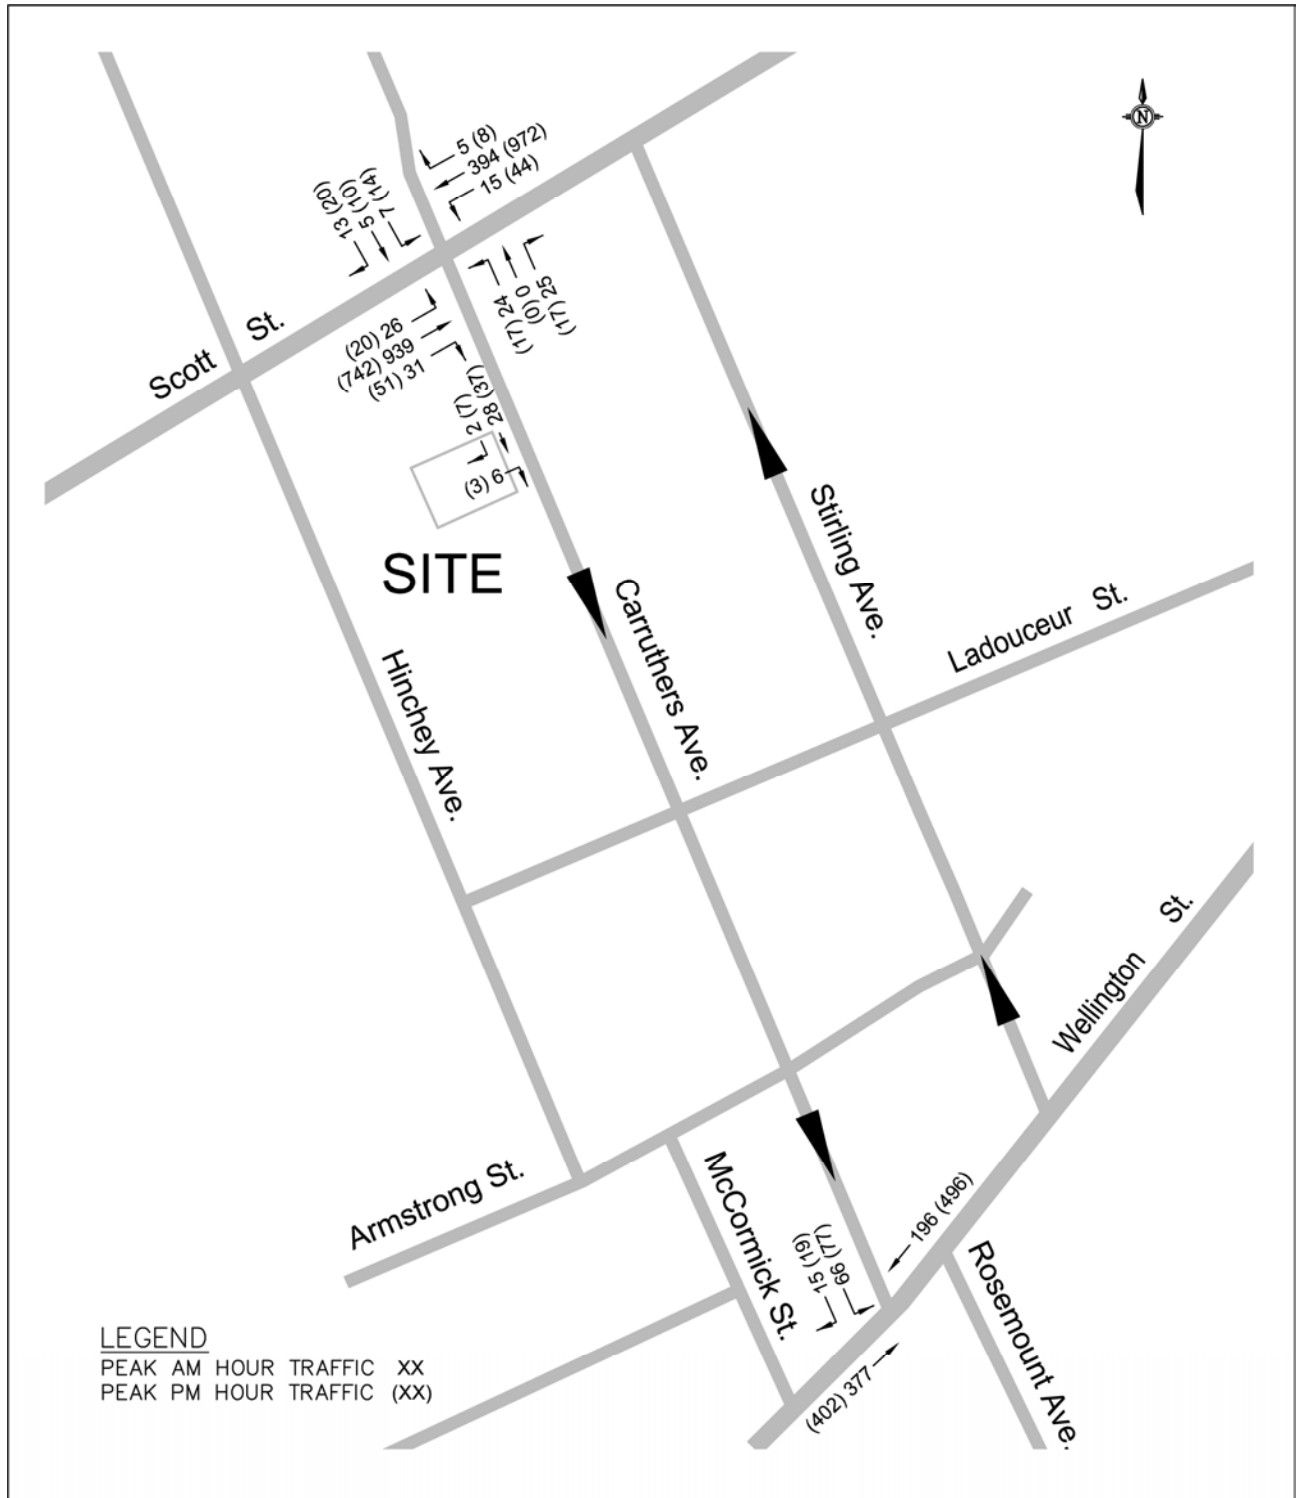 N
5 (8)
394 (972)
15 (44)
13 (20)
5 (10)
7 (14)
(17) 24
(0) 0
(17) 25
Scott St.
(20) 26
(742) 939
(51) 31
2 (7)
28 (37)
(3) 9
SITE
Stirling Ave.
Carruthers Ave.
Ladouceur St.
Hinchey Ave.
Wellington St.
Armstrong St.
McCormick St.
196 (496)
15 (19)
66 (77)
Rosemount Ave.
(402) 377
LEGEND
PEAK AM HOUR TRAFFIC XX
PEAK PM HOUR TRAFFIC (XX)